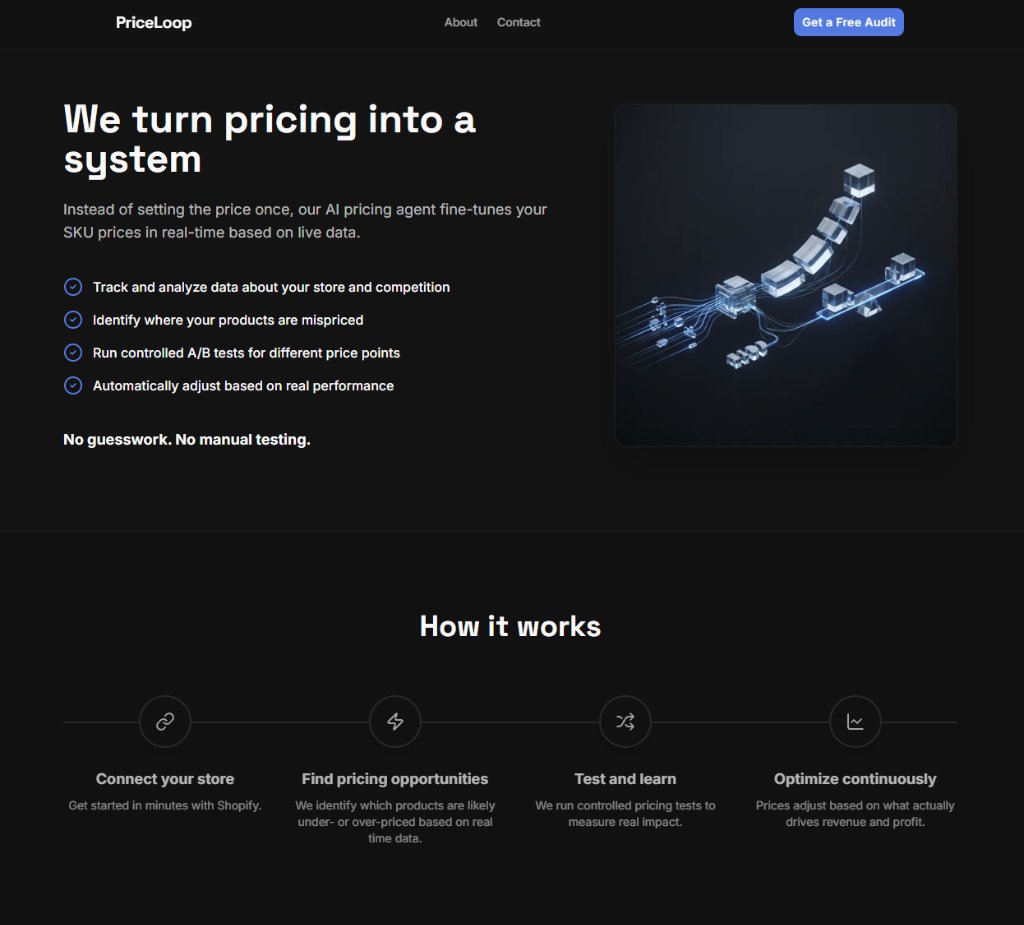 PriceLoop
About
Contact
Get a Free Audit
We turn pricing into a
system
Instead of setting the price once, our AI pricing agent fine-tunes your
SKU prices in real-time based on live data.
Track and analyze data about your store and competition
Identify where your products are mispriced
Run controlled A/B tests for different price points
Automatically adjust based on real performance
No guesswork. No manual testing.
How it works
Connect your store
Get started in minutes with Shopify.
Find pricing opportunities
We identify which products are likely
under- or over-priced based on real
time data.
Test and learn
We run controlled pricing tests to
measure real impact.
Optimize continuously
Prices adjust based on what actually
drives revenue and profit.